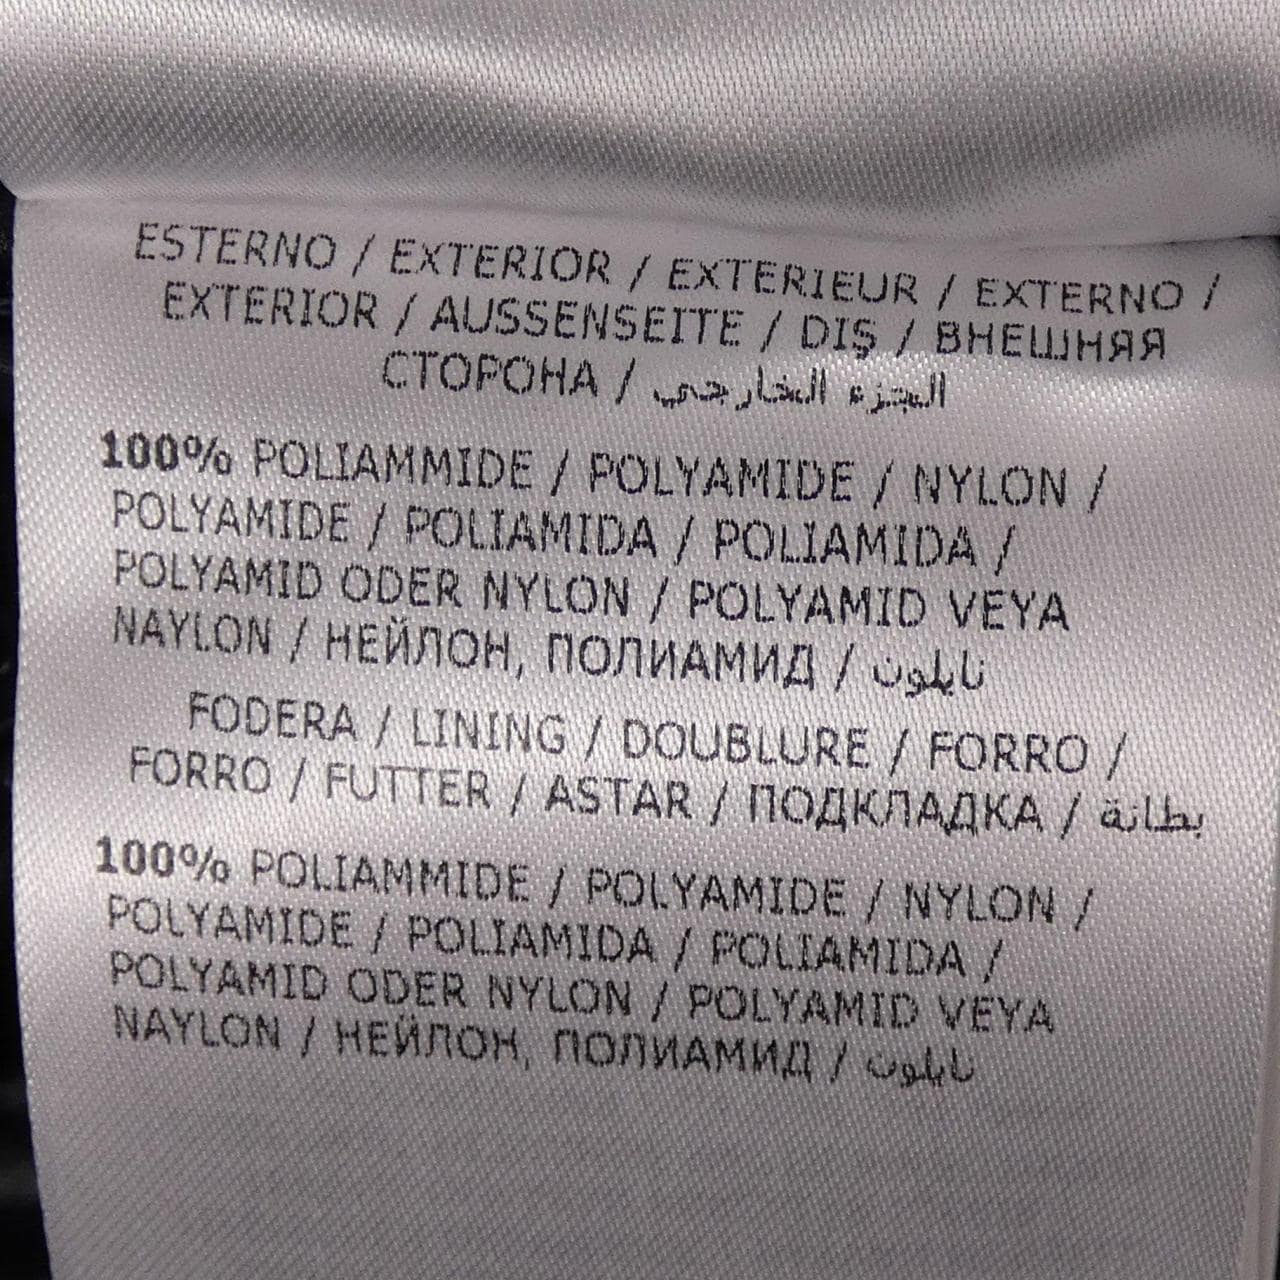 ESTERNO / EXTERIOR / EXTERIEUR / EXTERNO /
EXTERIOR / AUSSENSEITE / DIŞ / ВНЕШНЯЯ
СТОРОНА / الجزء الخارجي
100% POLIAMMIDE / POLYAMIDE / NYLON /
POLYAMIDE / POLIAMIDA / POLIAMIDA /
POLYAMID ODER NYLON / POLYAMID VEYA
NAYLON / НЕЙЛОН, ПОЛИАМИД / نايلون
FODERA / LINING / DOUBLURE / FORRO /
FORRO / FUTTER / ASTAR / ПОДКЛАДКА / بطانة
100% POLIAMMIDE / POLYAMIDE / NYLON /
POLYAMIDE / POLIAMIDA / POLIAMIDA /
POLYAMID ODER NYLON / POLYAMID VEYA
NAYLON / НЕЙЛОН, ПОЛИАМИД / نايلون